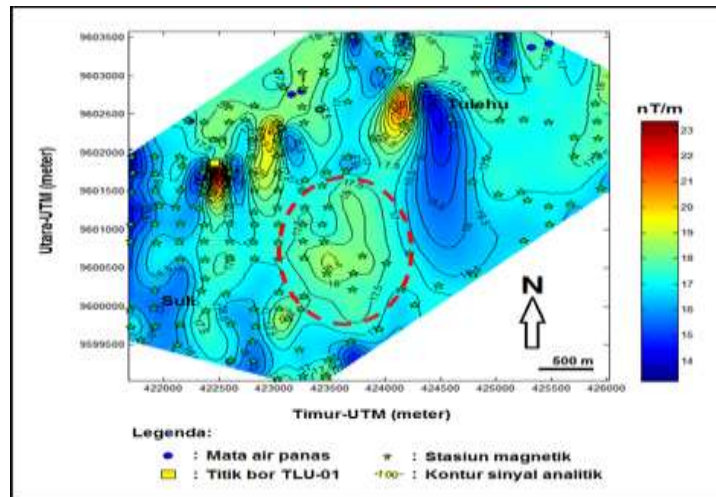 9603500
9603000
9602500
9602000
9601500
9601000
9600500
9600000
9599500
Utara-UTM (meter)
Tulehu
Suli
N
500 m
422000 422500 423000 423500 424000 424500 425000 425500 426000
Timur-UTM (meter)
nT/m
23
22
21
20
19
18
17
16
15
14
Legenda:
: Mata air panas : Stasiun magnetik
: Titik bor TLU-01 : Kontur sinyal analitik